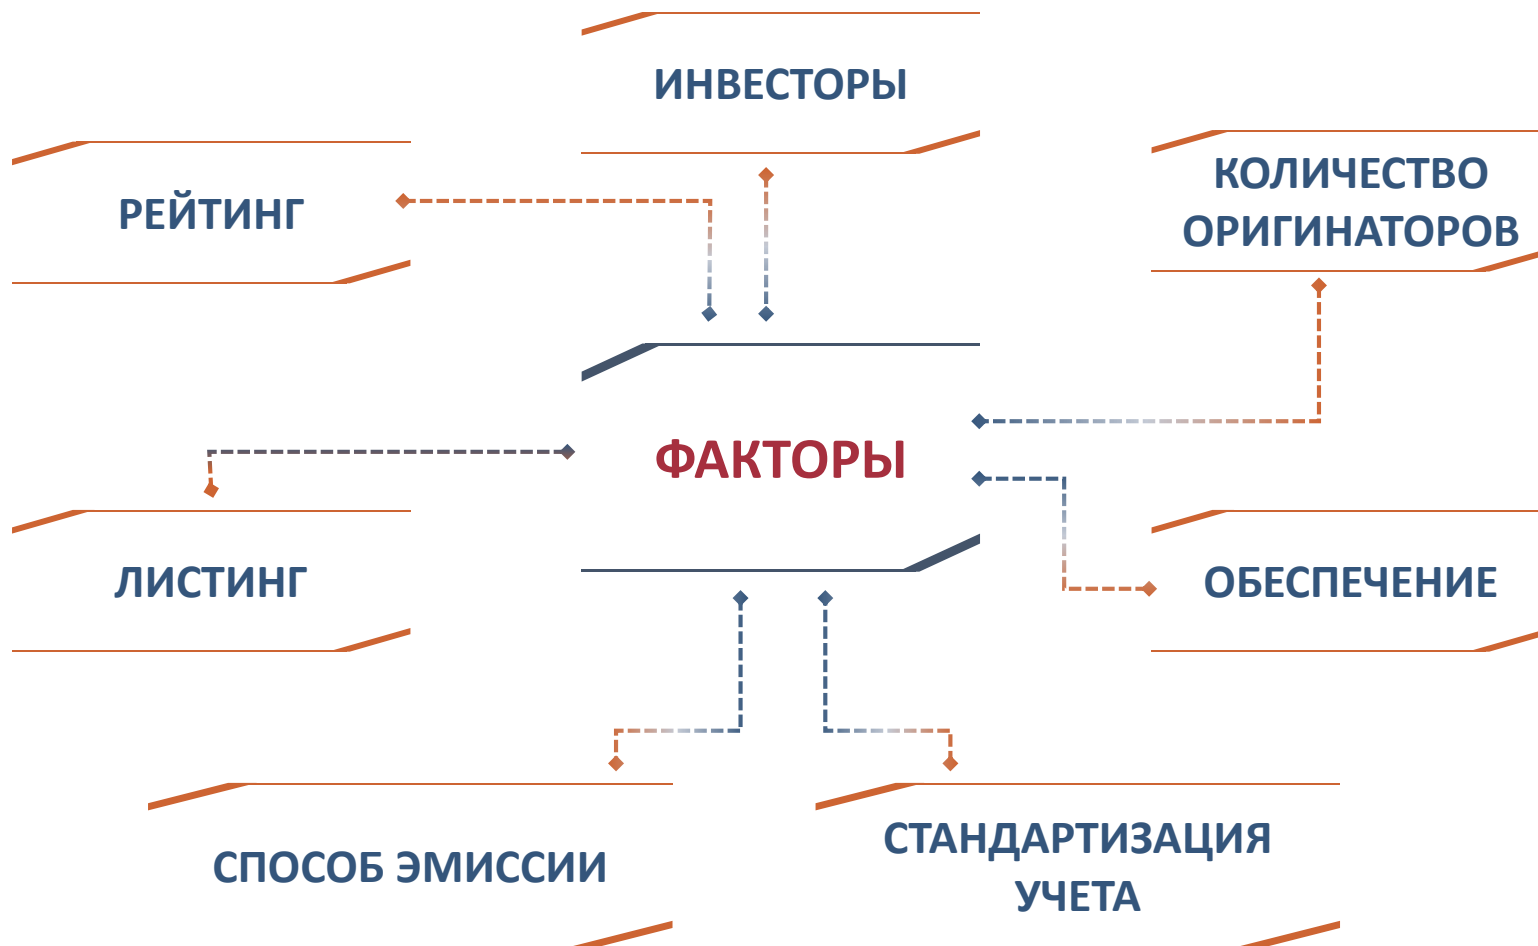 ИНВЕСТОРЫ
РЕЙТИНГ
КОЛИЧЕСТВО
ОРИГИНАТОРОВ
ФАКТОРЫ
ЛИСТИНГ
ОБЕСПЕЧЕНИЕ
СПОСОБ ЭМИССИИ
СТАНДАРТИЗАЦИЯ
УЧЕТА